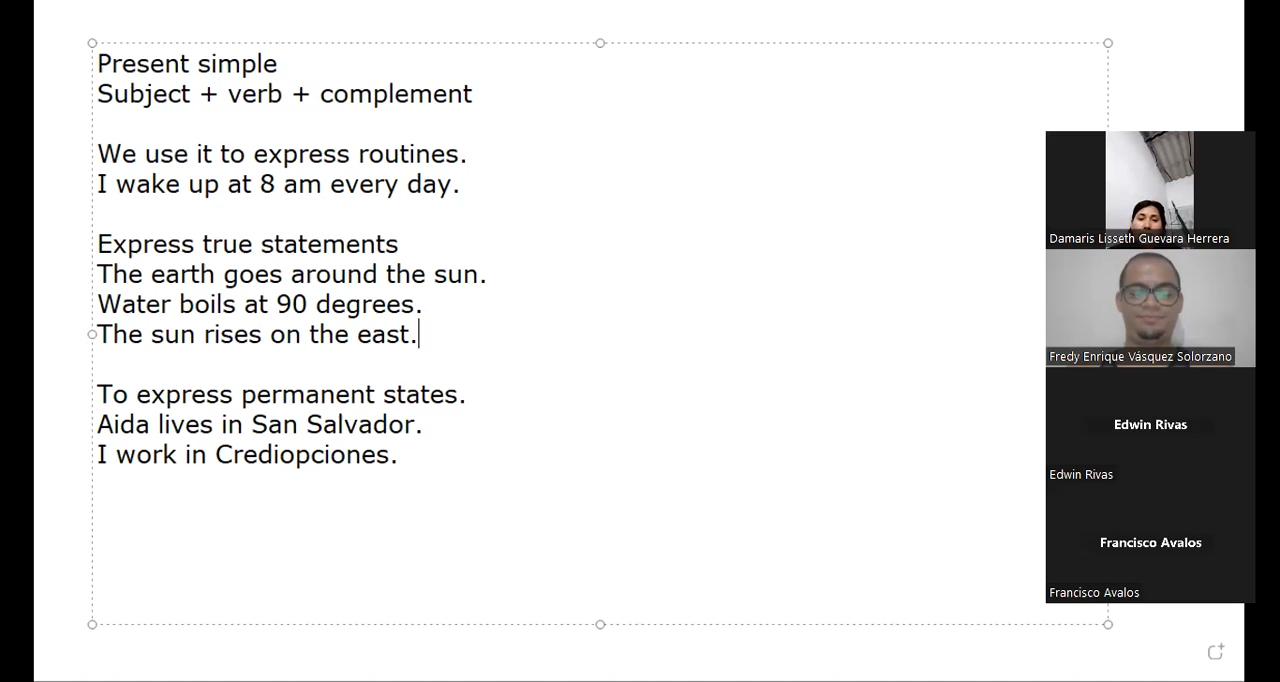 Present simple
Subject + verb + complement
We use it to express routines.
I wake up at 8 am every day.
Express true statements
The earth goes around the sun.
Water boils at 90 degrees.
The sun rises on the east.
To express permanent states.
Aida lives in San Salvador.
I work in Crediopciones.
Damaris Lisseth Guevara Herrera
Fredy Enrique Vásquez Solorzano
Edwin Rivas
Edwin Rivas
Francisco Avalos
Francisco Avalos